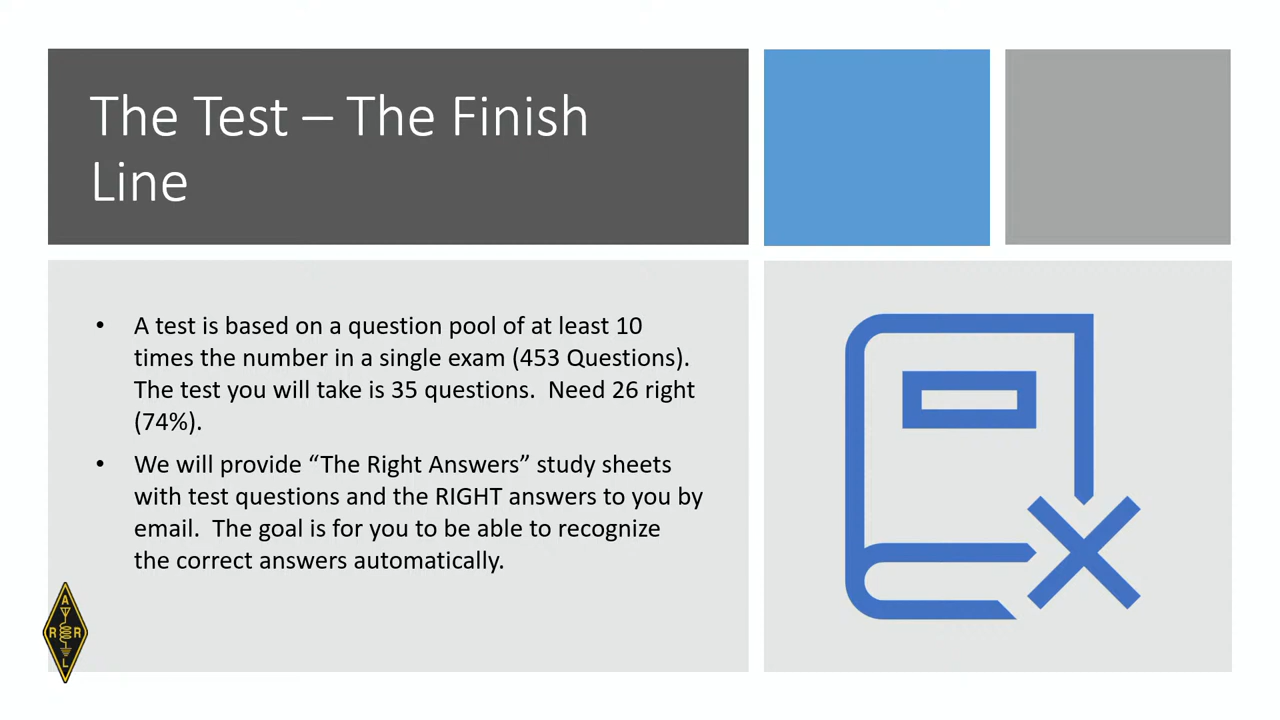 The Test – The Finish
Line
• A test is based on a question pool of at least 10
times the number in a single exam (453 Questions).
The test you will take is 35 questions.  Need 26 right
(74%).
• We will provide “The Right Answers” study sheets
with test questions and the RIGHT answers to you by
email.  The goal is for you to be able to recognize
the correct answers automatically.
A
R R
L